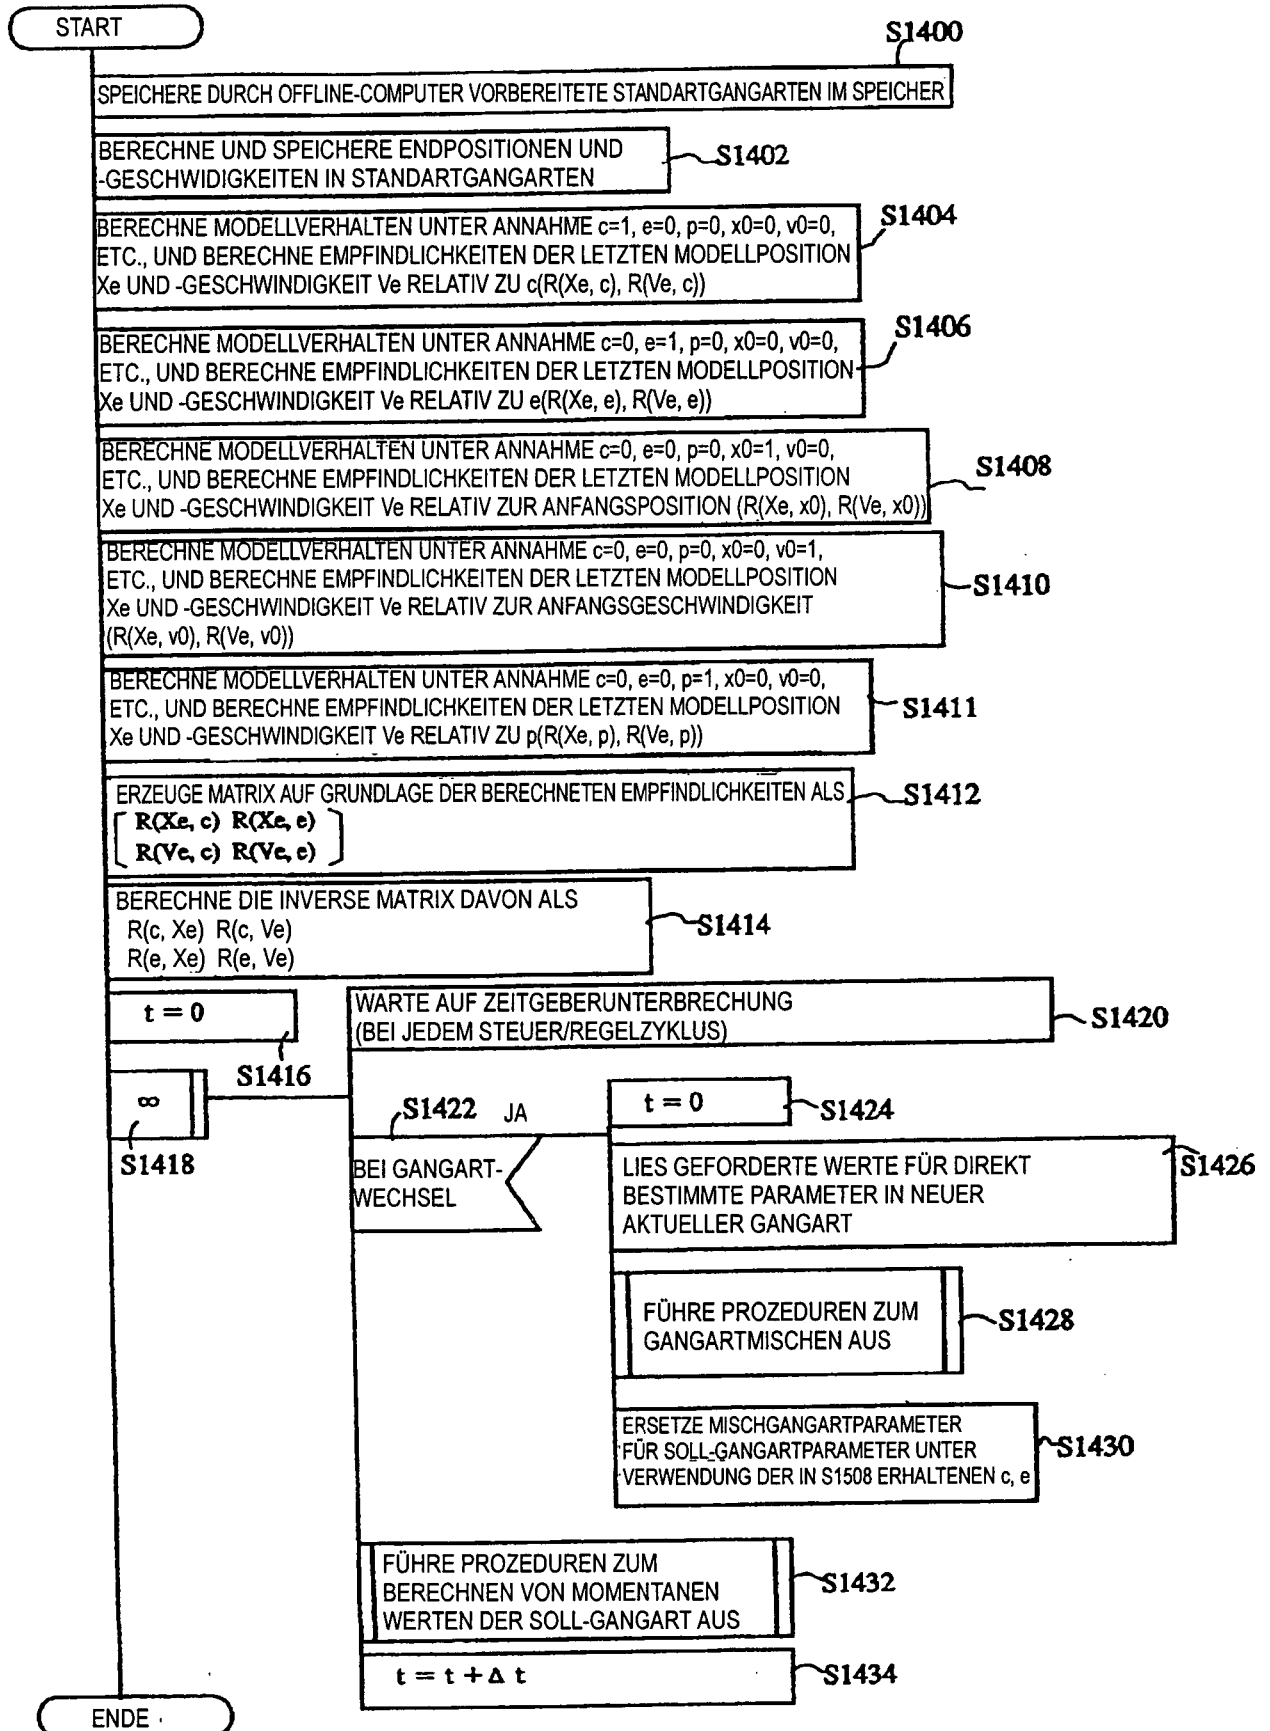 START
S1400
SPEICHERE DURCH OFFLINE-COMPUTER VORBEREITETE STANDARTGANGARTEN IM SPEICHER
BERECHNE UND SPEICHERE ENDPOSITIONEN UND
-GESCHWIDIGKEITEN IN STANDARTGANGARTEN
S1402
BERECHNE MODELLVERHALTEN UNTER ANNAHME c=1, e=0, p=0, x0=0, v0=0,
ETC., UND BERECHNE EMPFINDLICHKEITEN DER LETZTEN MODELLPOSITION
Xe UND -GESCHWINDIGKEIT Ve RELATIV ZU c(R(Xe, c), R(Ve, c))
S1404
BERECHNE MODELLVERHALTEN UNTER ANNAHME c=0, e=1, p=0, x0=0, v0=0,
ETC., UND BERECHNE EMPFINDLICHKEITEN DER LETZTEN MODELLPOSITION
Xe UND -GESCHWINDIGKEIT Ve RELATIV ZU e(R(Xe, e), R(Ve, e))
S1406
BERECHNE MODELLVERHALTEN UNTER ANNAHME c=0, e=0, p=0, x0=1, v0=0,
ETC., UND BERECHNE EMPFINDLICHKEITEN DER LETZTEN MODELLPOSITION
Xe UND -GESCHWINDIGKEIT Ve RELATIV ZUR ANFANGSPOSITION (R(Xe, x0), R(Ve, x0))
S1408
BERECHNE MODELLVERHALTEN UNTER ANNAHME c=0, e=0, p=0, x0=0, v0=1,
ETC., UND BERECHNE EMPFINDLICHKEITEN DER LETZTEN MODELLPOSITION
Xe UND -GESCHWINDIGKEIT Ve RELATIV ZUR ANFANGSGESCHWINDIGKEIT
(R(Xe, v0), R(Ve, v0))
S1410
BERECHNE MODELLVERHALTEN UNTER ANNAHME c=0, e=0, p=1, x0=0, v0=0,
ETC., UND BERECHNE EMPFINDLICHKEITEN DER LETZTEN MODELLPOSITION
Xe UND -GESCHWINDIGKEIT Ve RELATIV ZU p(R(Xe, p), R(Ve, p))
S1411
ERZEUGE MATRIX AUF GRUNDLAGE DER BERECHNETEN EMPFINDLICHKEITEN ALS
R(Xe, c) R(Xe, e)
R(Ve, c) R(Ve, e)
S1412
BERECHNE DIE INVERSE MATRIX DAVON ALS
R(c, Xe) R(c, Ve)
R(e, Xe) R(e, Ve)
S1414
t = 0
S1416
∞
S1418
WARTE AUF ZEITGEBERUNTERBRECHUNG
(BEI JEDEM STEUER/REGELZYKLUS)
S1420
S1422 JA
BEI GANGART-
WECHSEL
t = 0
S1424
LIES GEFORDERTE WERTE FÜR DIREKT
BESTIMMTE PARAMETER IN NEUER
AKTUELLER GANGART
S1426
FÜHRE PROZEDUREN ZUM
GANGARTMISCHEN AUS
S1428
ERSETZE MISCHGANGARTPARAMETER
FÜR SOLL-GANGARTPARAMETER UNTER
VERWENDUNG DER IN S1508 ERHALTENEN c, e
S1430
FÜHRE PROZEDUREN ZUM
BERECHNEN VON MOMENTANEN
WERTEN DER SOLL-GANGART AUS
S1432
t = t + Δ t
S1434
ENDE